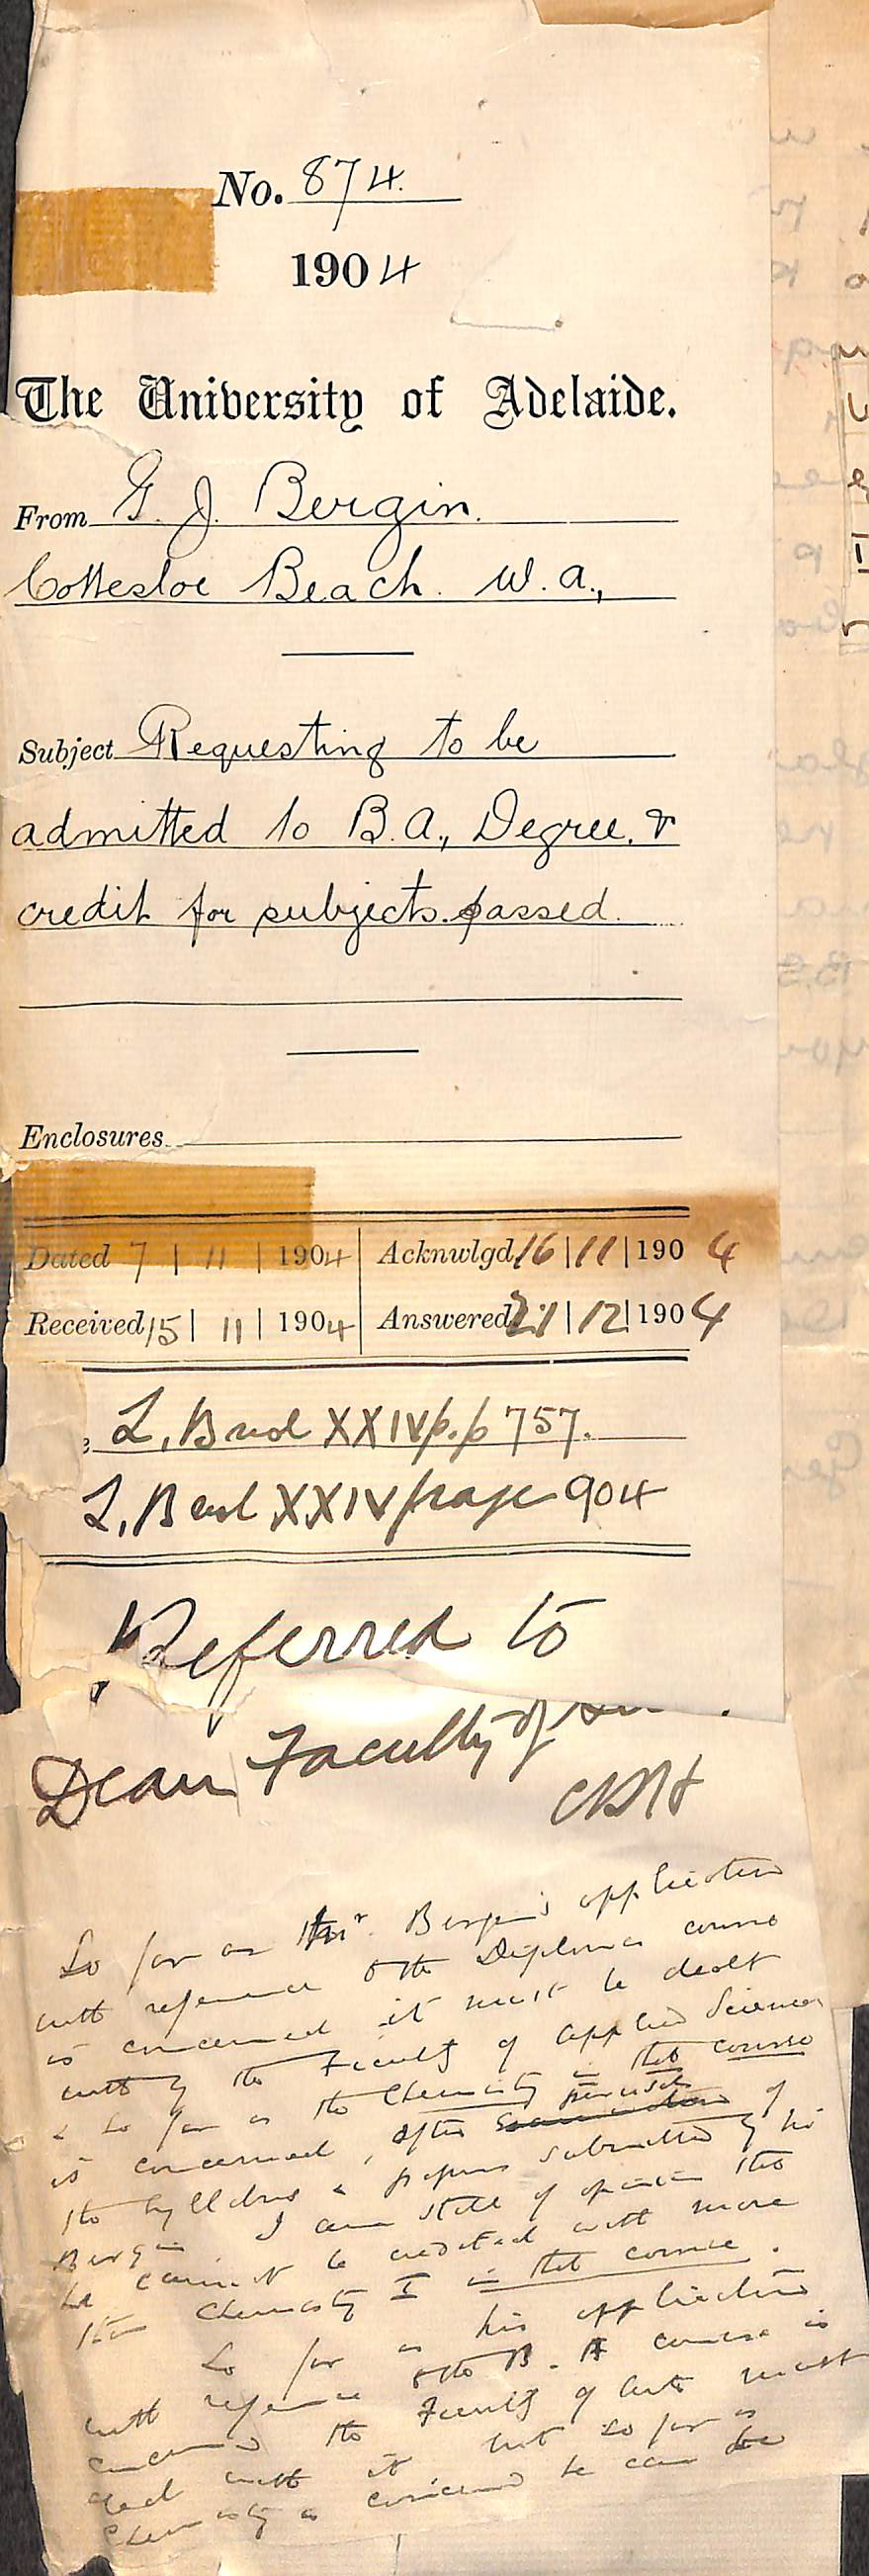 No. 874.
1904
The University of Adelaide.
From G. J. Bergin.
Cottesloe Beach. W.A.,
Subject Requesting to be
admitted to B.A., Degree. &
credit for subjects passed.
Enclosures
Dated 7 | 11 | 1904 Acknwlgd. 16 | 11 | 1904
Received 15 | 11 | 1904 Answered 21 | 12 | 1904
XXIV p.p 757.
XXIV page 904
Referred to
Dean Faculty of
So far as Mr. Bergin's application
with reference to the Diploma course
is concerned it must be dealt
with by the Faculty of Applied Science
& so far as the Chemistry in that course
is concerned, after perusal of
the syllabus & papers submitted by Mr
Bergin I am still of opinion that
he cannot be credited with more
than Chemistry I in that course.
So far as his application
with reference to the B.A course is
concerned the Faculty of Arts must
deal with it but so far as
Chemistry is concerned he can be